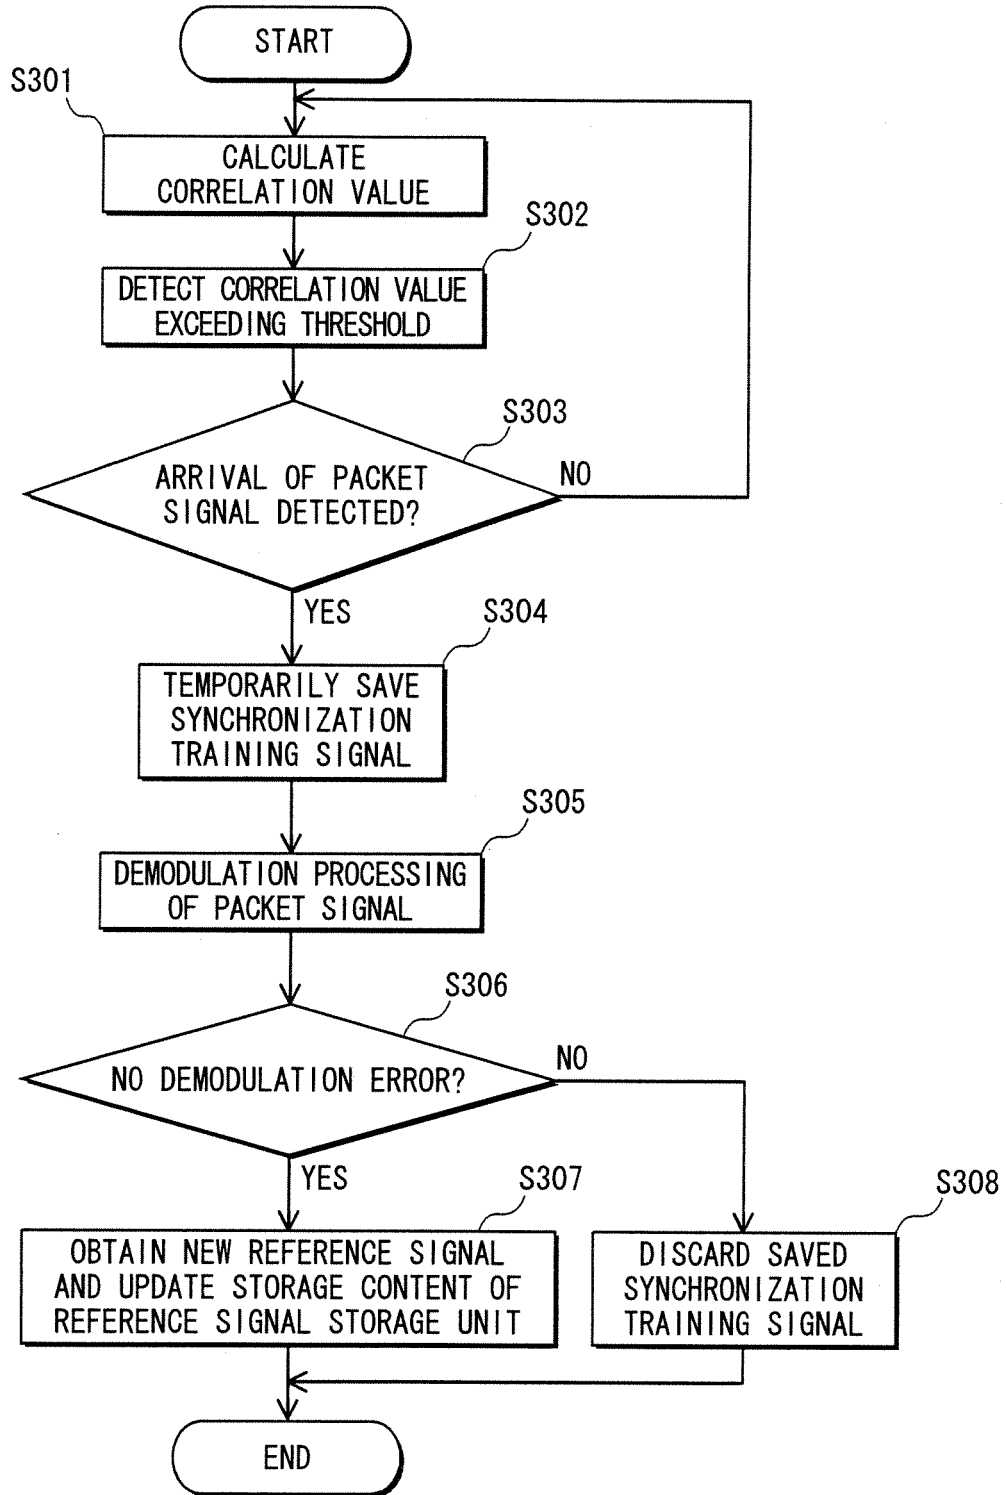 START
S301
CALCULATE
CORRELATION VALUE
S302
DETECT CORRELATION VALUE
EXCEEDING THRESHOLD
S303
ARRIVAL OF PACKET
SIGNAL DETECTED?
NO
YES
S304
TEMPORARILY SAVE
SYNCHRONIZATION
TRAINING SIGNAL
S305
DEMODULATION PROCESSING
OF PACKET SIGNAL
S306
NO DEMODULATION ERROR?
NO
YES
S307
OBTAIN NEW REFERENCE SIGNAL
AND UPDATE STORAGE CONTENT OF
REFERENCE SIGNAL STORAGE UNIT
S308
DISCARD SAVED
SYNCHRONIZATION
TRAINING SIGNAL
END